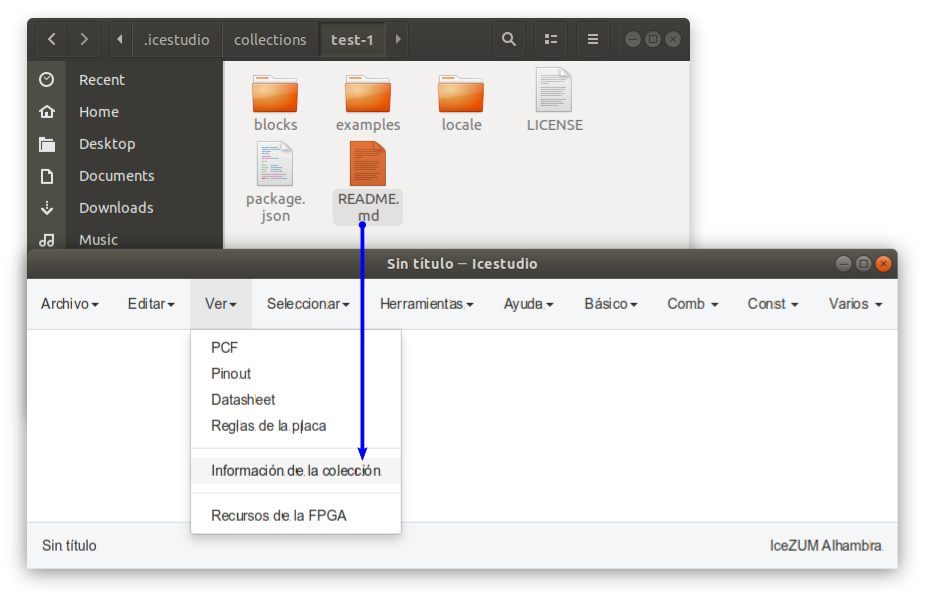 .icestudio collections test-1
Recent
Home
Desktop
Documents
Downloads
Music
blocks examples locale LICENSE
package.
json
README.
md
Sin título – Icestudio
Archivo Editar Ver Seleccionar Herramientas Ayuda Básico Comb Const Varios
PCF
Pinout
Datasheet
Reglas de la placa
Información de la colección
Recursos de la FPGA
Sin título IceZUM Alhambra